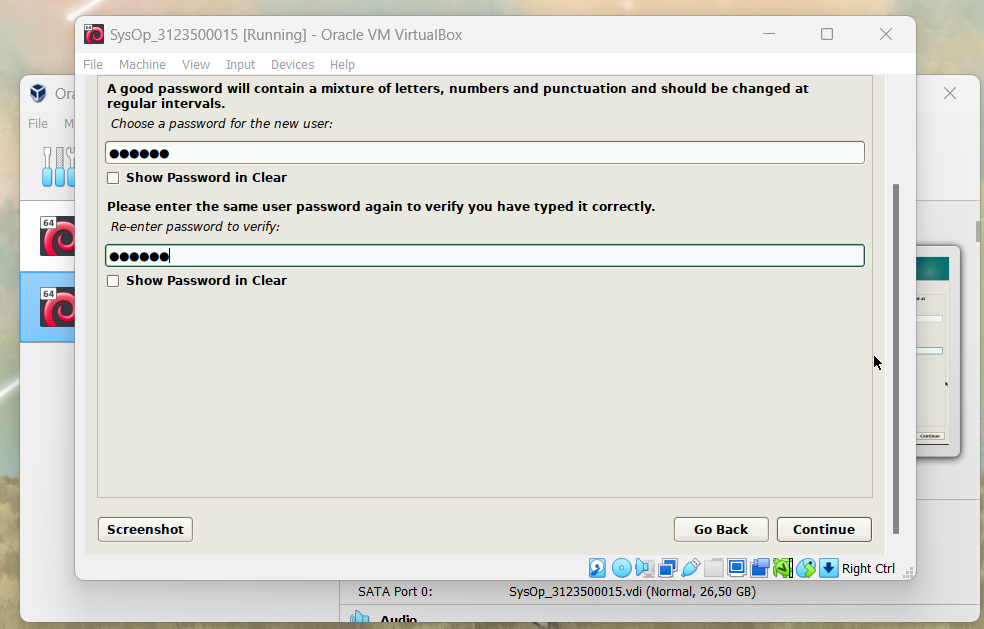 SysOp_3123500015 [Running] - Oracle VM VirtualBox
File Machine View Input Devices Help
A good password will contain a mixture of letters, numbers and punctuation and should be changed at
regular intervals.
Choose a password for the new user:
●●●●●●
Show Password in Clear
Please enter the same user password again to verify you have typed it correctly.
Re-enter password to verify:
●●●●●●
Show Password in Clear
Screenshot
Go Back
Continue
Right Ctrl
Ora
File M
64
64
Continue
SATA Port 0: SysOp_3123500015.vdi (Normal, 26,50 GB)
Audio